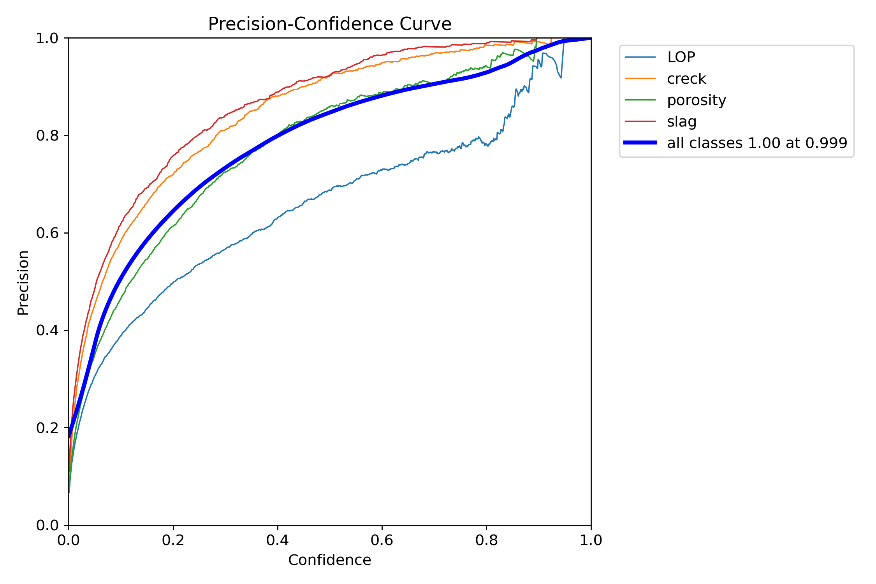 Precision-Confidence Curve
1.0
0.8
0.6
0.4
0.2
0.0
Precision
0.0 0.2 0.4 0.6 0.8 1.0
Confidence
LOP
creck
porosity
slag
all classes 1.00 at 0.999